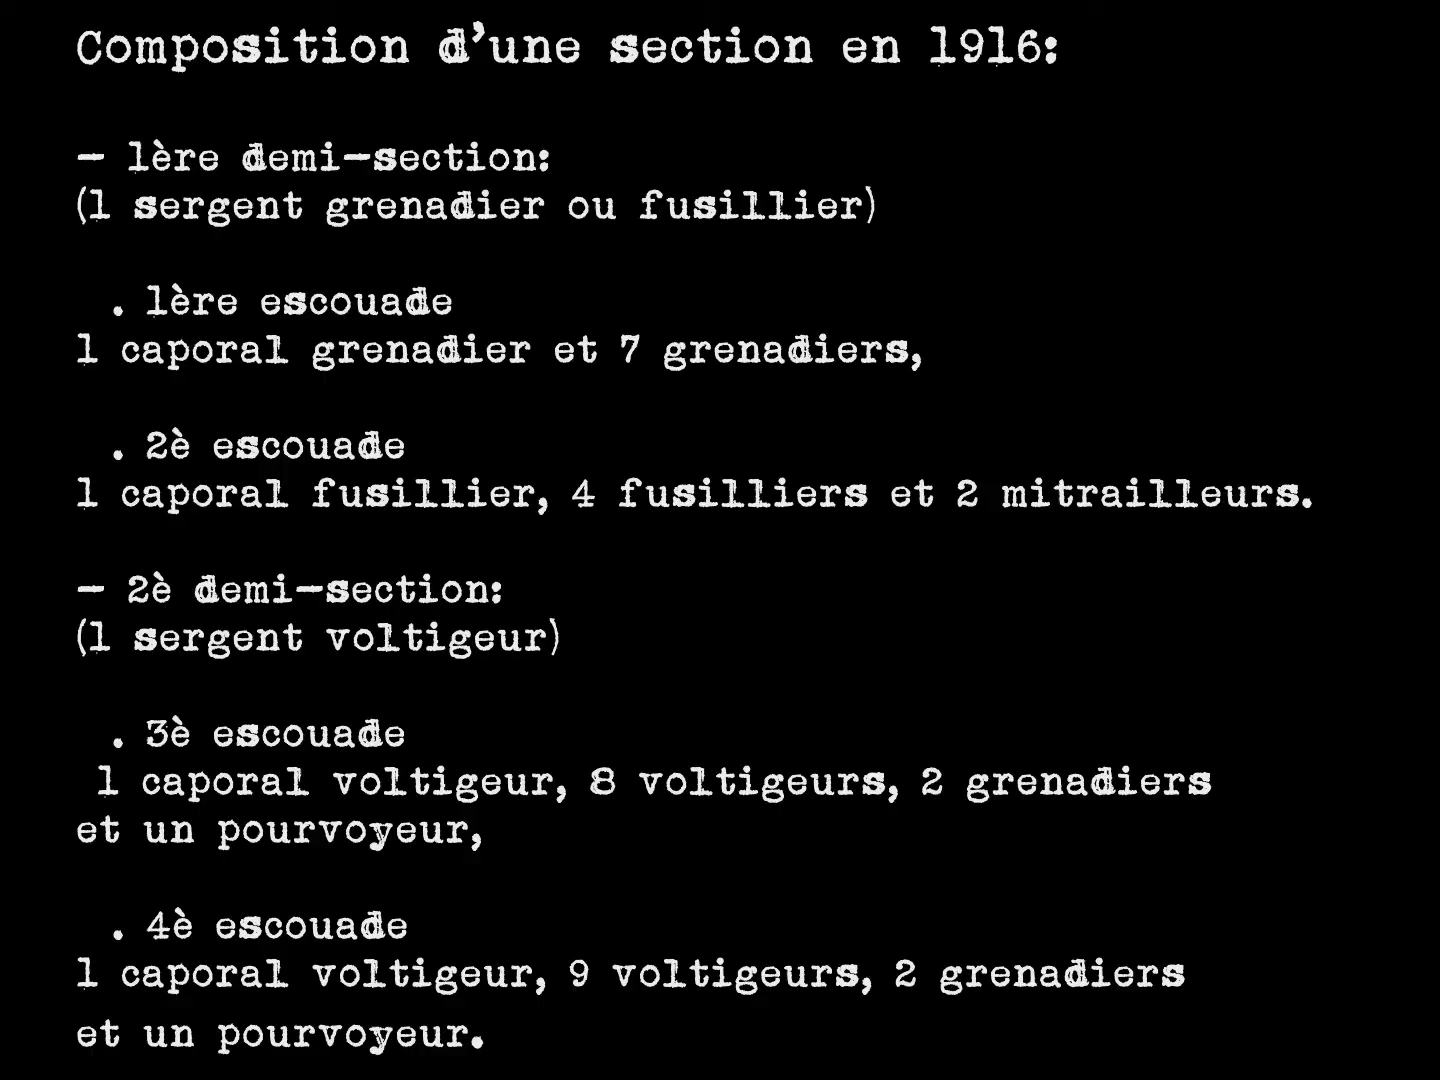 Composition d'une section en 1916:
- 1ère demi-section:
(1 sergent grenadier ou fusillier)
. 1ère escouade
1 caporal grenadier et 7 grenadiers,
. 2è escouade
1 caporal fusillier, 4 fusilliers et 2 mitrailleurs.
- 2è demi-section:
(1 sergent voltigeur)
. 3è escouade
1 caporal voltigeur, 8 voltigeurs, 2 grenadiers
et un pourvoyeur,
. 4è escouade
1 caporal voltigeur, 9 voltigeurs, 2 grenadiers
et un pourvoyeur.